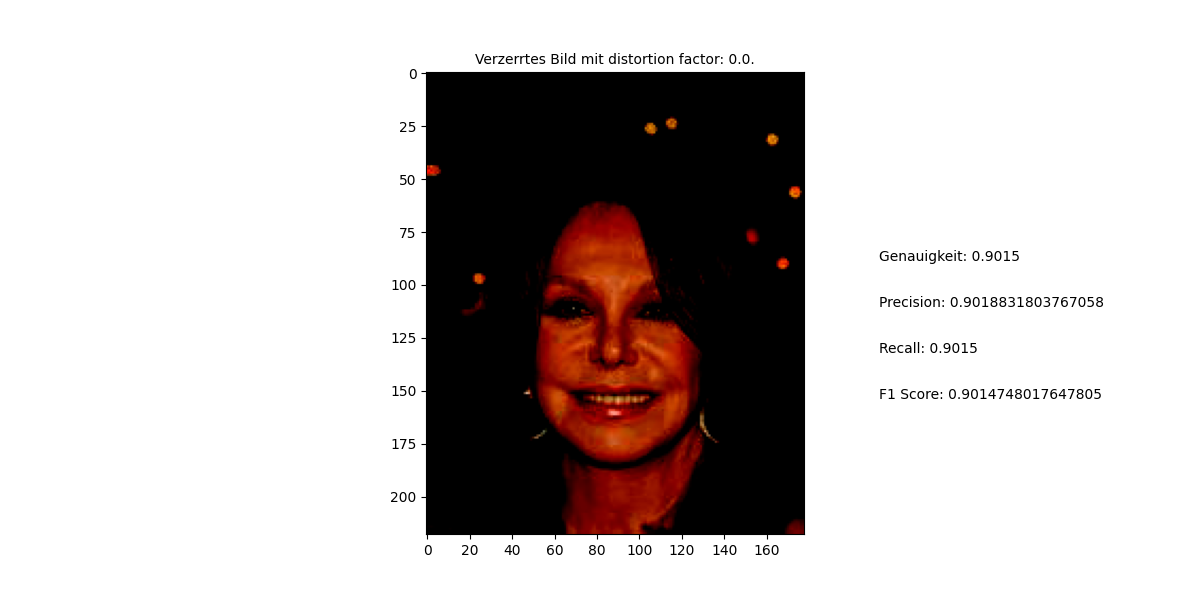 Verzerrtes Bild mit distortion factor: 0.0.
0
25
50
75
100
125
150
175
200
0 20 40 60 80 100 120 140 160
Genauigkeit: 0.9015
Precision: 0.9018831803767058
Recall: 0.9015
F1 Score: 0.9014748017647805